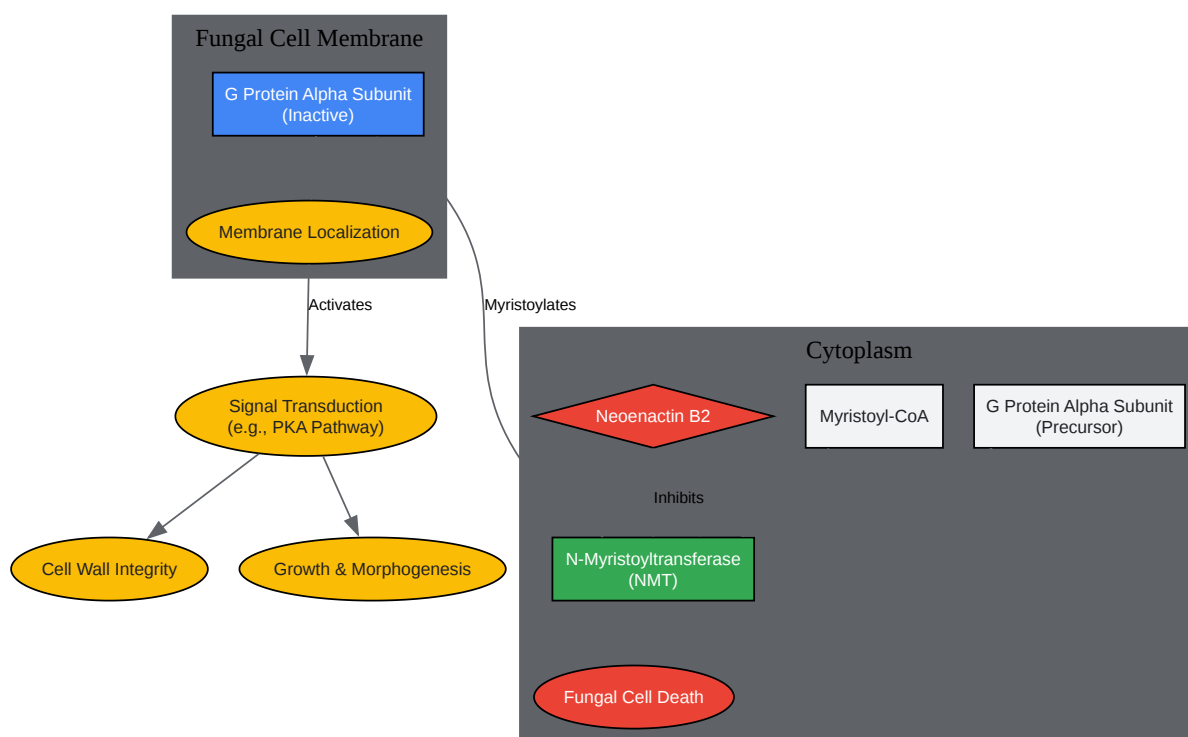 Fungal Cell Membrane
G Protein Alpha Subunit
(Inactive)
Membrane Localization
Activates
Myristoylates
Cytoplasm
Neoenactin B2
Myristoyl-CoA
G Protein Alpha Subunit
(Precursor)
Signal Transduction
(e.g., PKA Pathway)
Inhibits
Cell Wall Integrity
Growth & Morphogenesis
N-Myristoyltransferase
(NMT)
Fungal Cell Death